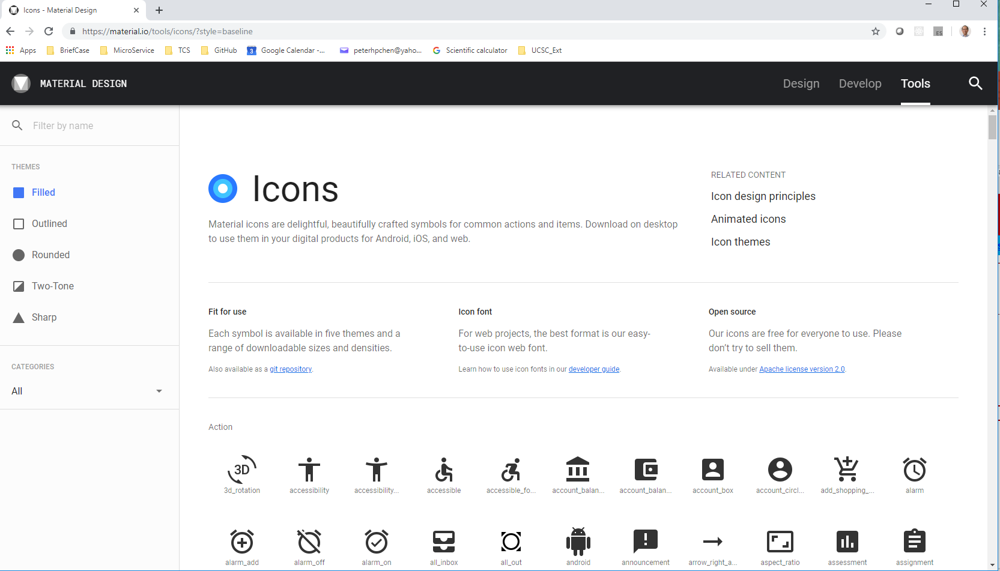 Icons - Material Design
https://material.io/tools/icons/?style=baseline
Apps BriefCase MicroService TCS GitHub 3 Google Calendar -... peterhpchen@yaho... G Scientific calculator UCSC_Ext
ES
MATERIAL DESIGN
Design Develop Tools
Filter by name
THEMES
Filled
Outlined
Rounded
Two-Tone
Sharp
CATEGORIES
All
Icons
Material icons are delightful, beautifully crafted symbols for common actions and items. Download on desktop
to use them in your digital products for Android, iOS, and web.
RELATED CONTENT
Icon design principles
Animated icons
Icon themes
Fit for use
Each symbol is available in five themes and a
range of downloadable sizes and densities.
Also available as a git repository.
Icon font
For web projects, the best format is our easy-
to-use icon web font.
Learn how to use icon fonts in our developer guide.
Open source
Our icons are free for everyone to use. Please
don’t try to sell them.
Available under Apache license version 2.0.
Action
3D
3d_rotation accessibility accessibility... accessible accessible_fo... account_balan... account_balan... account_box account_circl... add_shopping_... alarm
alarm_add alarm_off alarm_on all_inbox all_out android announcement arrow_right_a... aspect_ratio assessment assignment